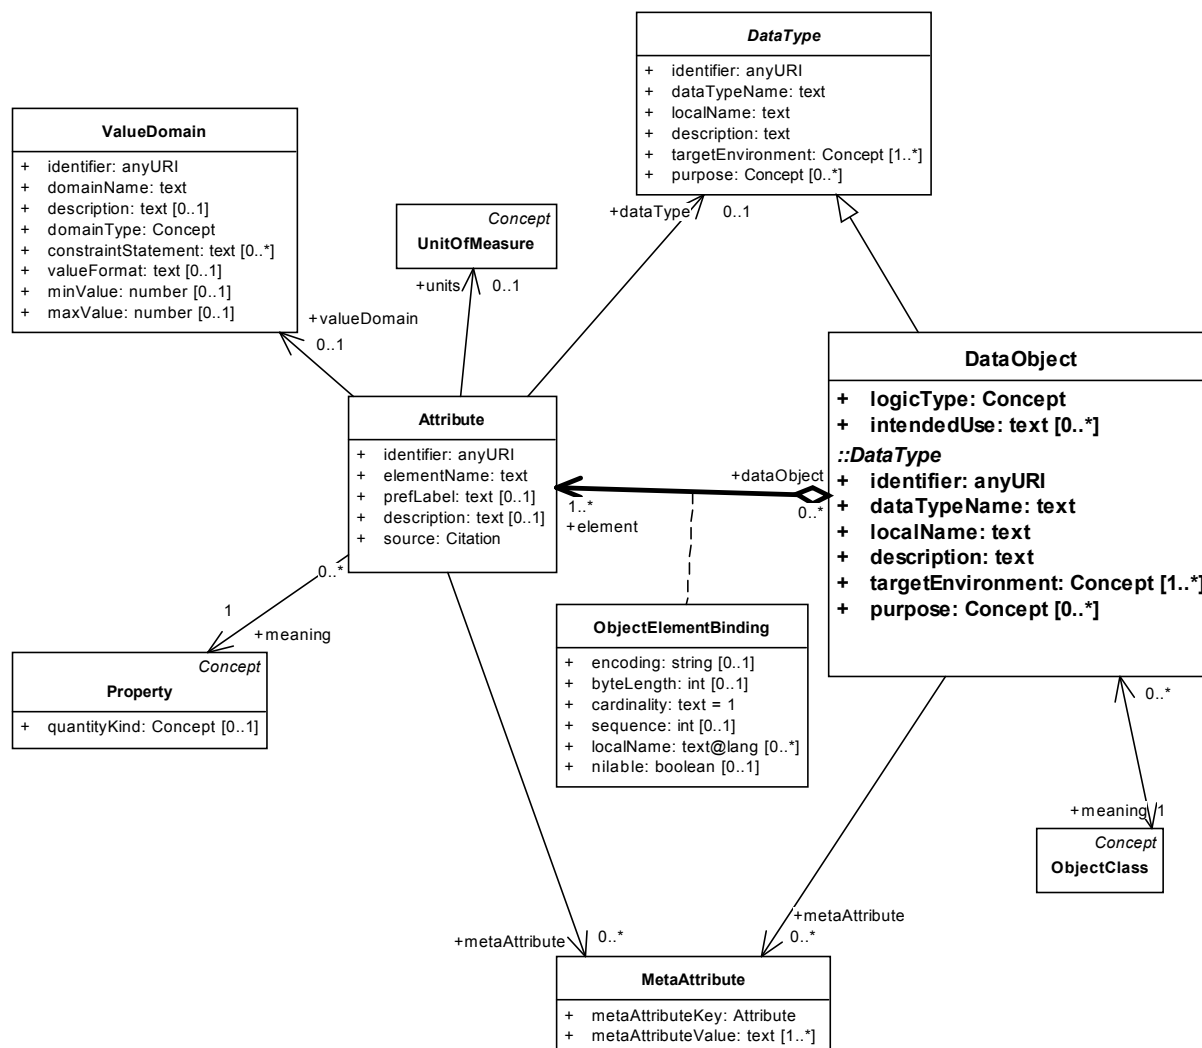 DataType
+ identifier: anyURI
+ dataTypeName: text
+ localName: text
+ description: text
+ targetEnvironment: Concept [1..*]
+ purpose: Concept [0..*]
ValueDomain
+ identifier: anyURI
+ domainName: text
+ description: text [0..1]
+ domainType: Concept
+ constraintStatement: text [0..*]
+ valueFormat: text [0..1]
+ minValue: number [0..1]
+ maxValue: number [0..1]
Concept
UnitOfMeasure
+dataType
0..1
+units
0..1
+valueDomain
0..1
DataObject
+ logicType: Concept
+ intendedUse: text [0..*]
::DataType
+ identifier: anyURI
+ dataTypeName: text
+ localName: text
+ description: text
+ targetEnvironment: Concept [1..*]
+ purpose: Concept [0..*]
Attribute
+ identifier: anyURI
+ elementName: text
+ prefLabel: text [0..1]
+ description: text [0..1]
+ source: Citation
+dataObject
0..*
1..*
+element
0..*
1
+meaning
Concept
Property
+ quantityKind: Concept [0..1]
ObjectElementBinding
+ encoding: string [0..1]
+ byteLength: int [0..1]
+ cardinality: text = 1
+ sequence: int [0..1]
+ localName: text@lang [0..*]
+ nilable: boolean [0..1]
0..*
+meaning
1
Concept
ObjectClass
+metaAttribute
0..*
+metaAttribute
0..*
MetaAttribute
+ metaAttributeKey: Attribute
+ metaAttributeValue: text [1..*]